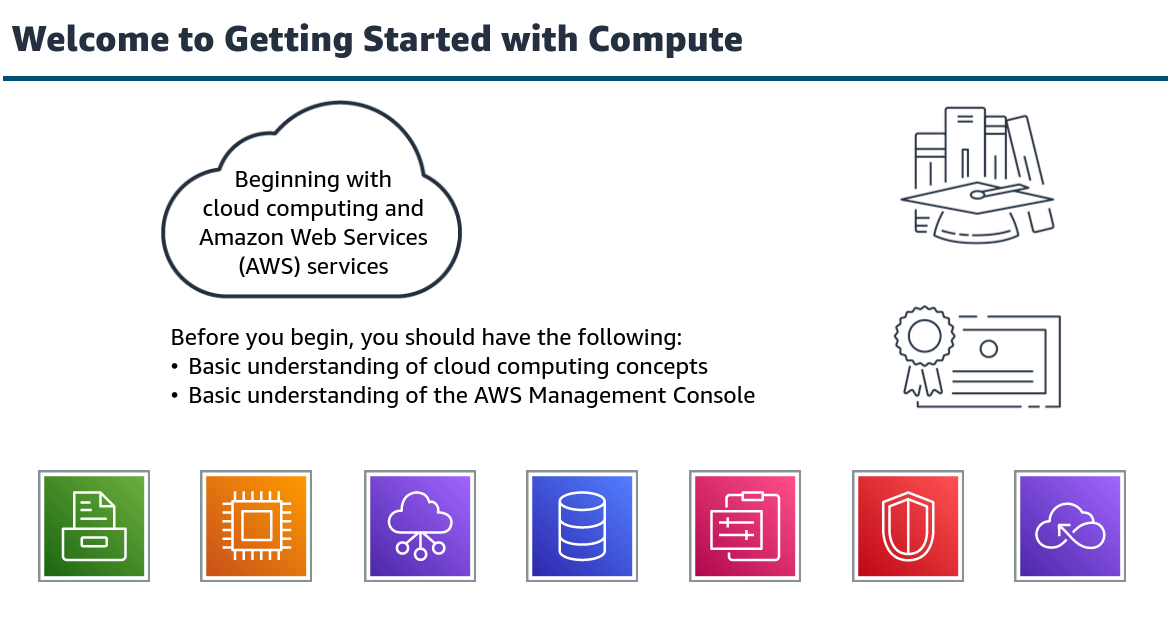 Welcome to Getting Started with Compute
Beginning with
cloud computing and
Amazon Web Services
(AWS) services
Before you begin, you should have the following:
• Basic understanding of cloud computing concepts
• Basic understanding of the AWS Management Console